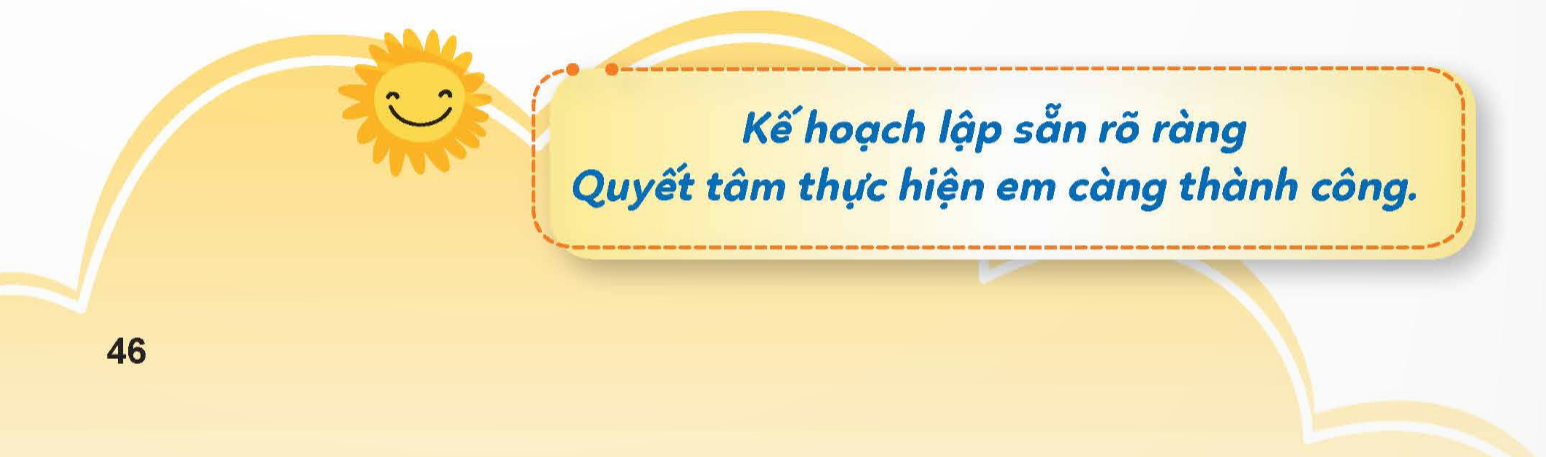 Kế hoạch lập sẵn rõ ràng
Quyết tâm thực hiện em càng thành công.
46